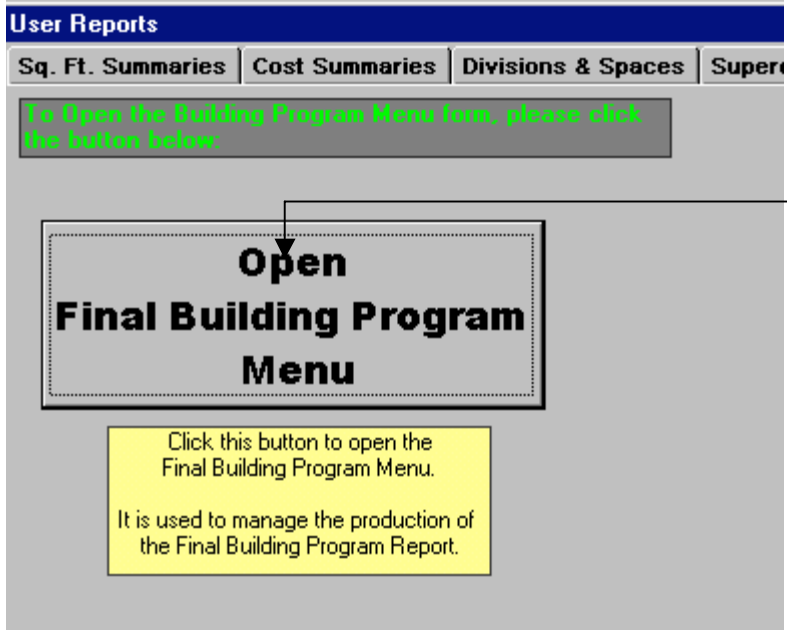 User Reports
Sq. Ft. Summaries Cost Summaries Divisions & Spaces
To Open the Building Program Menu form, please click
the button below:
Open
Final Building Program
Menu
Click this button to open the
Final Building Program Menu.
It is used to manage the production of
the Final Building Program Report.